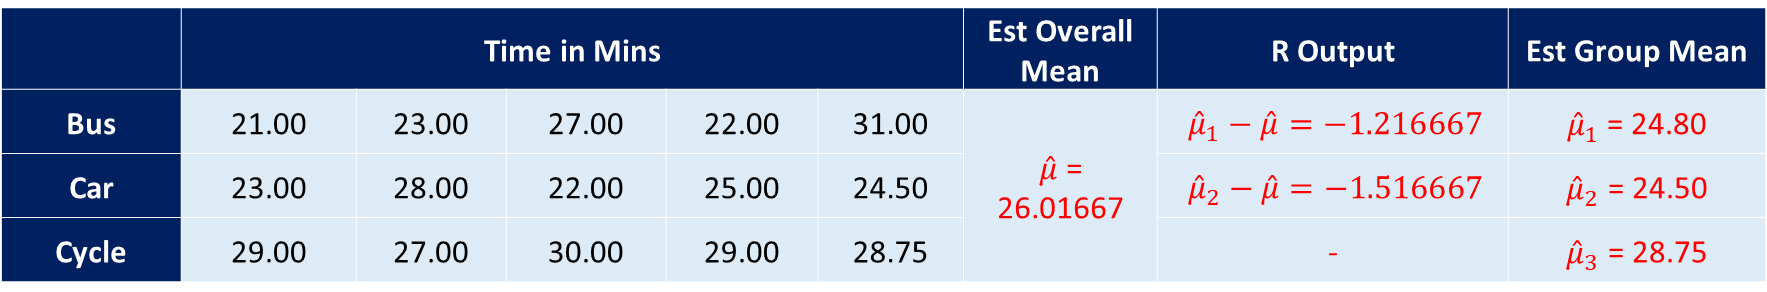 Time in Mins Est Overall Mean R Output Est Group Mean
Bus 21.00 23.00 27.00 22.00 31.00 μ̂₁ − μ̂ = −1.216667 μ̂₁ = 24.80
Car 23.00 28.00 22.00 25.00 24.50 μ̂ = 26.01667 μ̂₂ − μ̂ = −1.516667 μ̂₂ = 24.50
Cycle 29.00 27.00 30.00 29.00 28.75 - μ̂₃ = 28.75